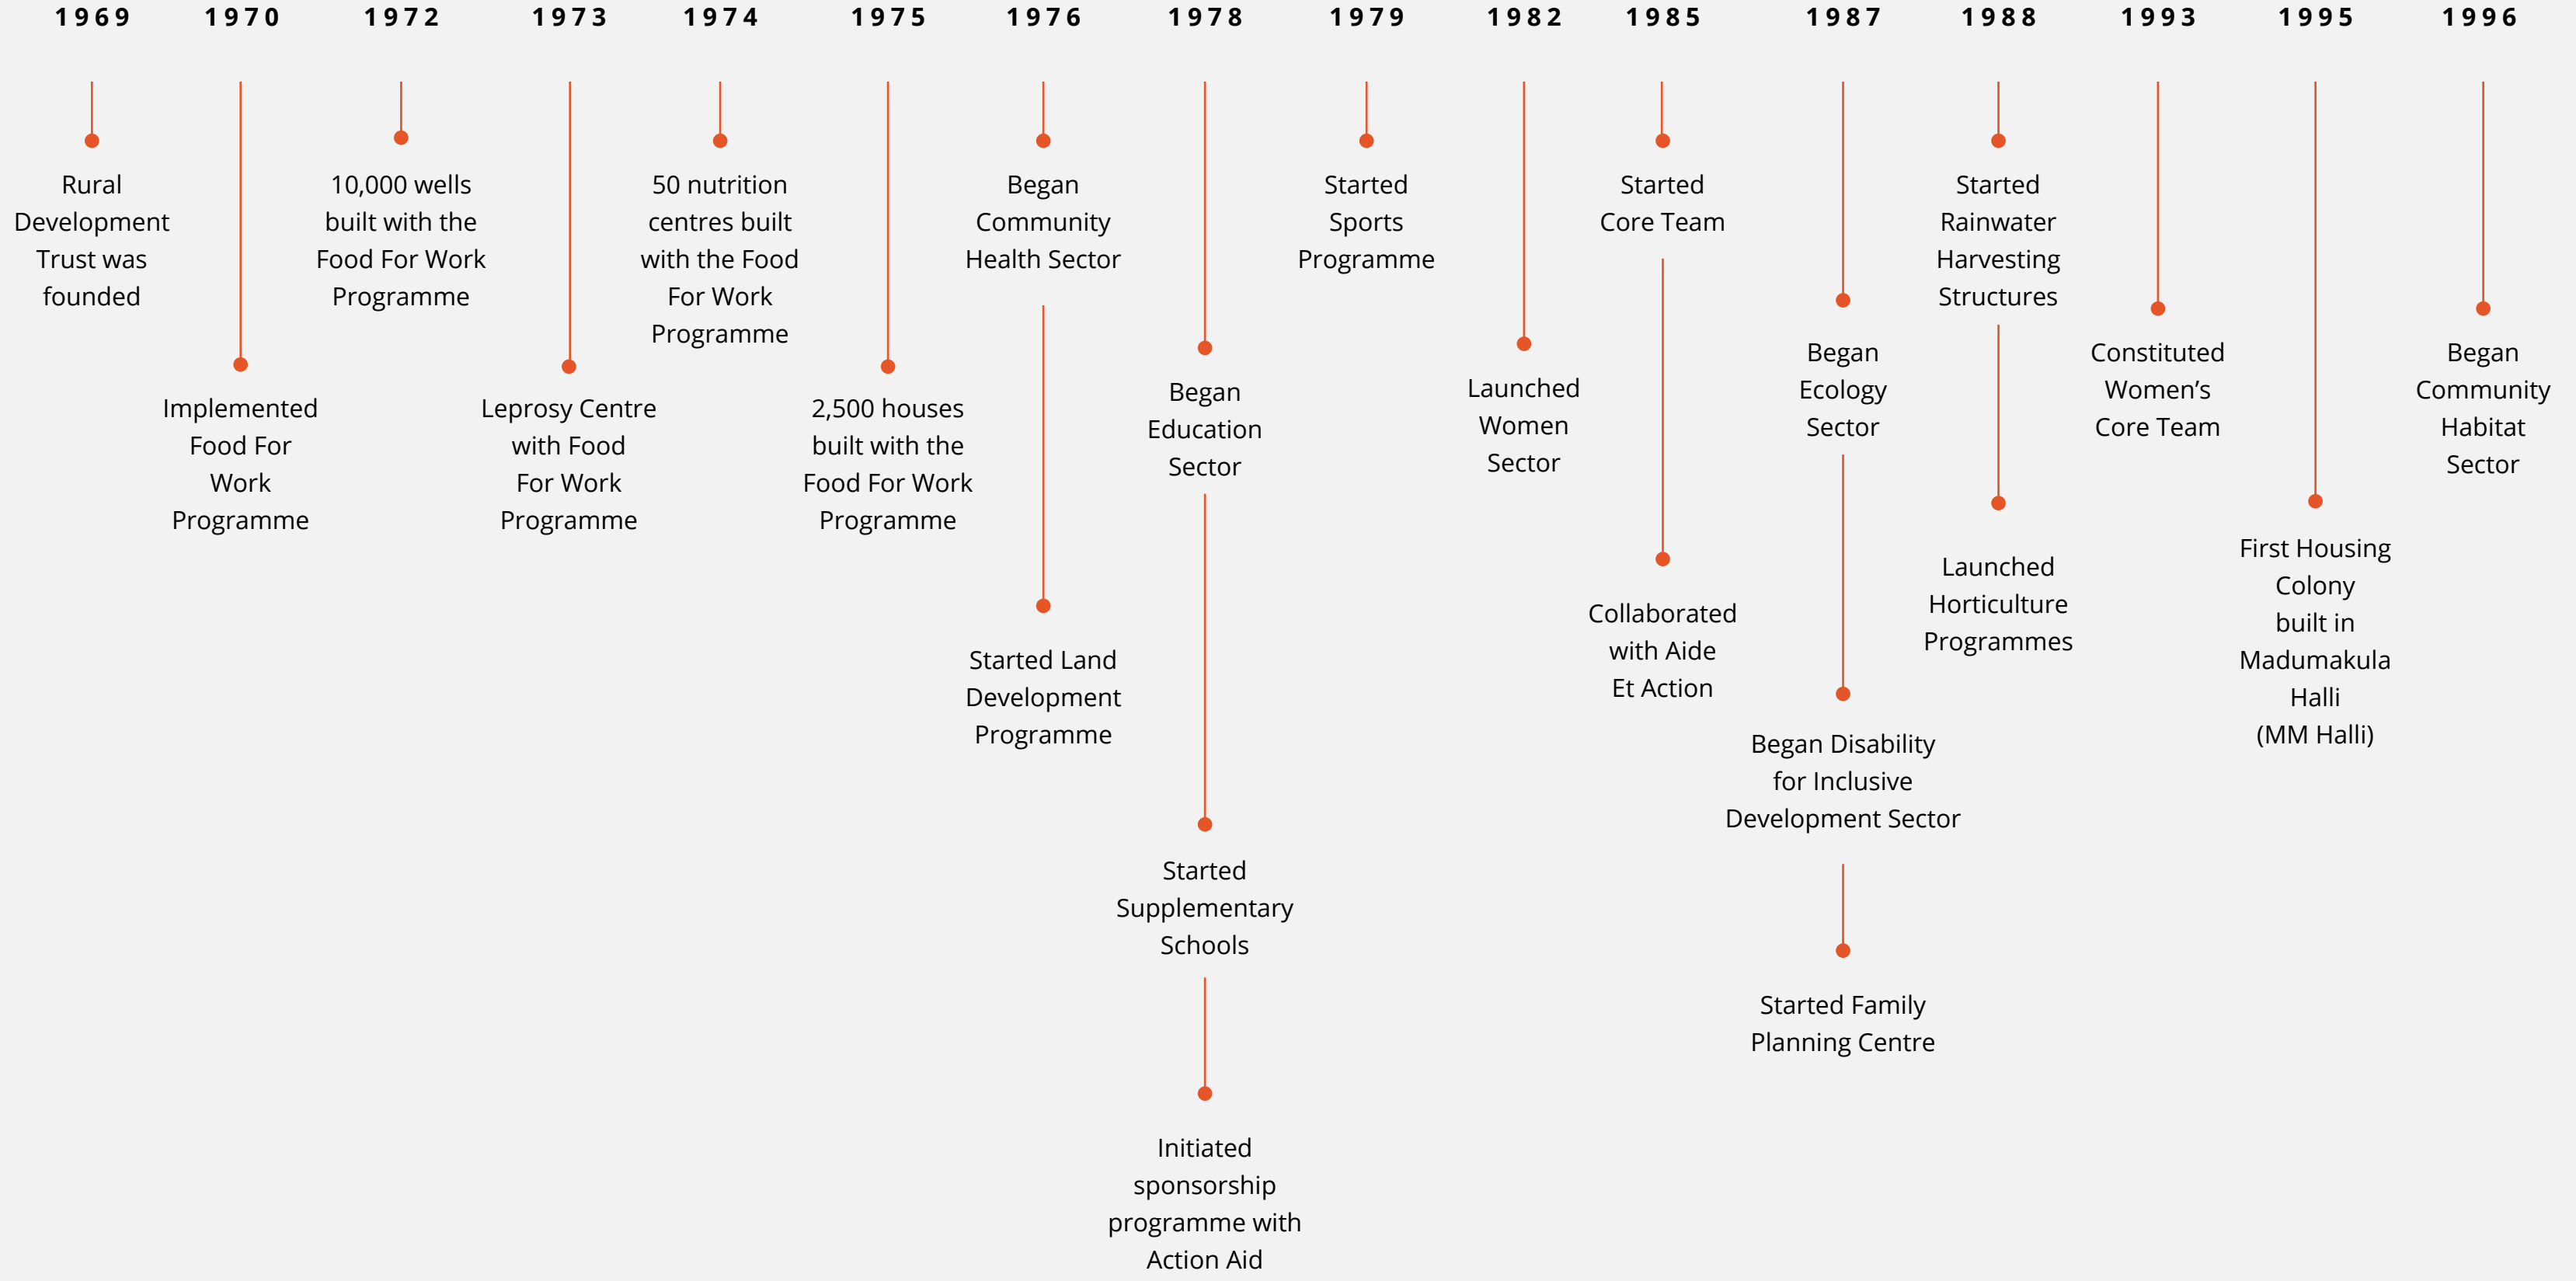 1969
Rural
Development
Trust was
founded
1970
Implemented
Food For
Work
Programme
1972
10,000 wells
built with the
Food For Work
Programme
1973
Leprosy Centre
with Food
For Work
Programme
1974
50 nutrition
centres built
with the Food
For Work
Programme
1975
2,500 houses
built with the
Food For Work
Programme
1976
Began
Community
Health Sector
Started Land
Development
Programme
1978
Began
Education
Sector
Started
Supplementary
Schools
Initiated
sponsorship
programme with
Action Aid
1979
Started
Sports
Programme
1982
Launched
Women
Sector
1985
Started
Core Team
Collaborated
with Aide
Et Action
1987
Began
Ecology
Sector
Began Disability
for Inclusive
Development Sector
Started Family
Planning Centre
1988
Started
Rainwater
Harvesting
Structures
Launched
Horticulture
Programmes
1993
Constituted
Women’s
Core Team
1995
First Housing
Colony
built in
Madumakula
Halli
(MM Halli)
1996
Began
Community
Habitat
Sector